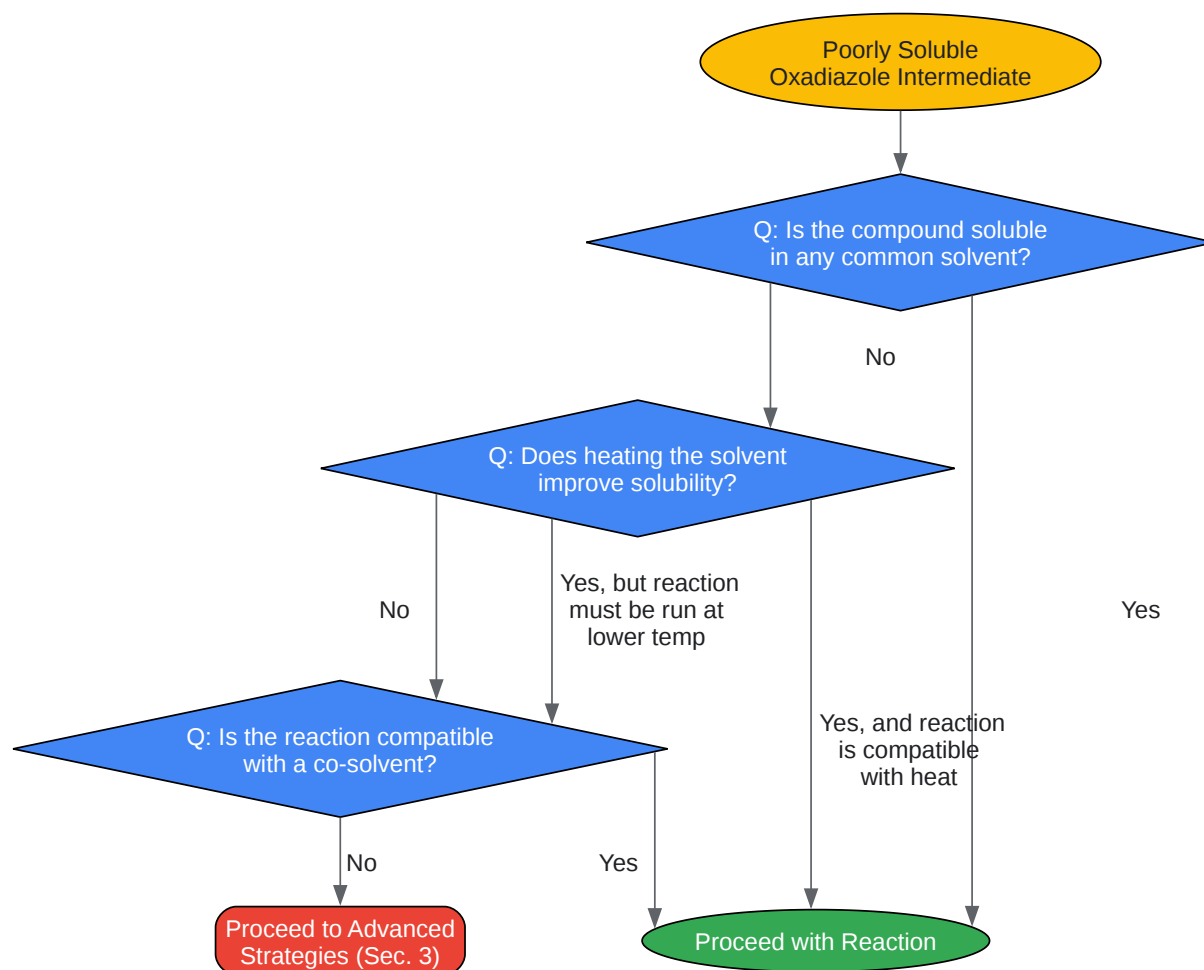 Poorly Soluble
Oxadiazole Intermediate
Q: Is the compound soluble
in any common solvent?
No
Q: Does heating the solvent
improve solubility?
No
Yes, but reaction
must be run at
lower temp
Yes
Yes, and reaction
is compatible
with heat
Q: Is the reaction compatible
with a co-solvent?
No
Yes
Proceed to Advanced
Strategies (Sec. 3)
Proceed with Reaction